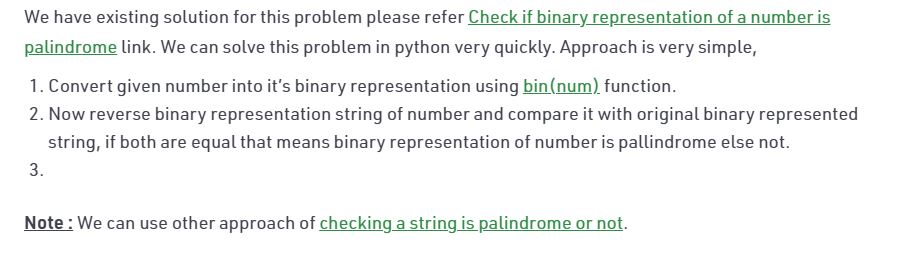 We have existing solution for this problem please refer Check if binary representation of a number is
palindrome link. We can solve this problem in python very quickly. Approach is very simple,
1. Convert given number into it's binary representation using bin(num) function.
2. Now reverse binary representation string of number and compare it with original binary represented
string, if both are equal that means binary representation of number is pallindrome else not.
3.
Note : We can use other approach of checking a string is palindrome or not.